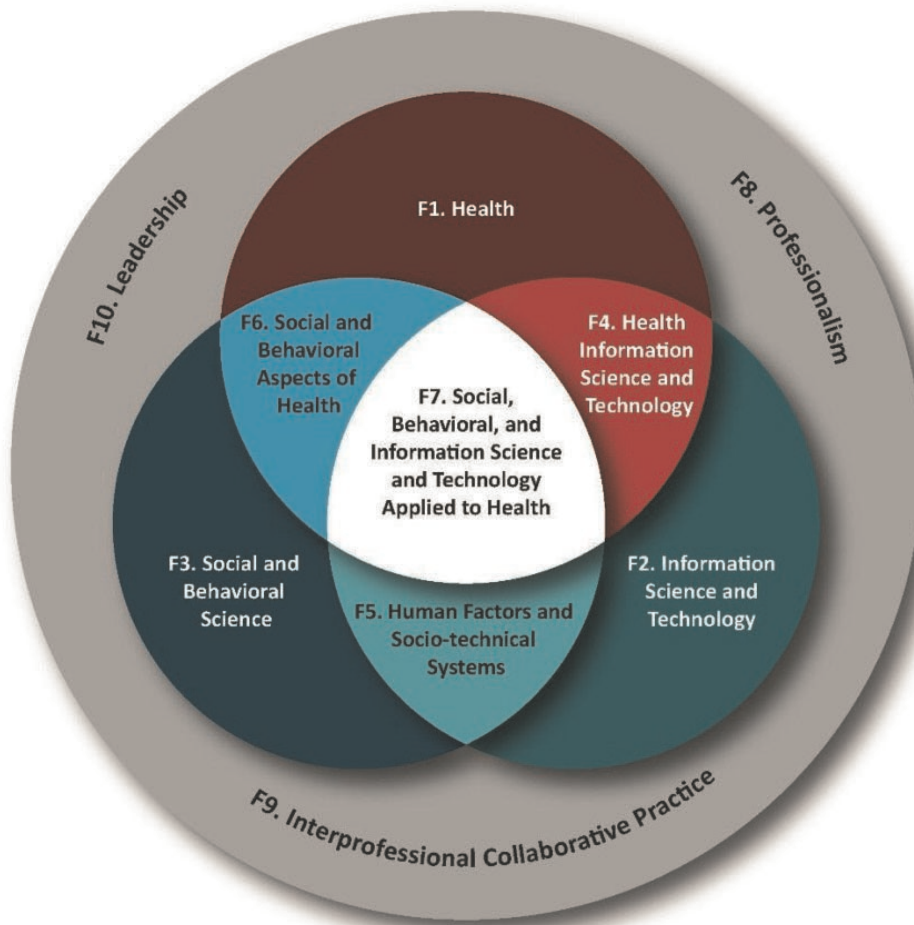 F1. Health
F10. Leadership
F8. Professionalism
F6. Social and
Behavioral
Aspects of
Health
F4. Health
Information
Science and
Technology
F7. Social,
Behavioral, and
Information Science
and Technology
Applied to Health
F3. Social and
Behavioral
Science
F2. Information
Science and
Technology
F5. Human Factors and
Socio-technical
Systems
F9. Interprofessional Collaborative Practice